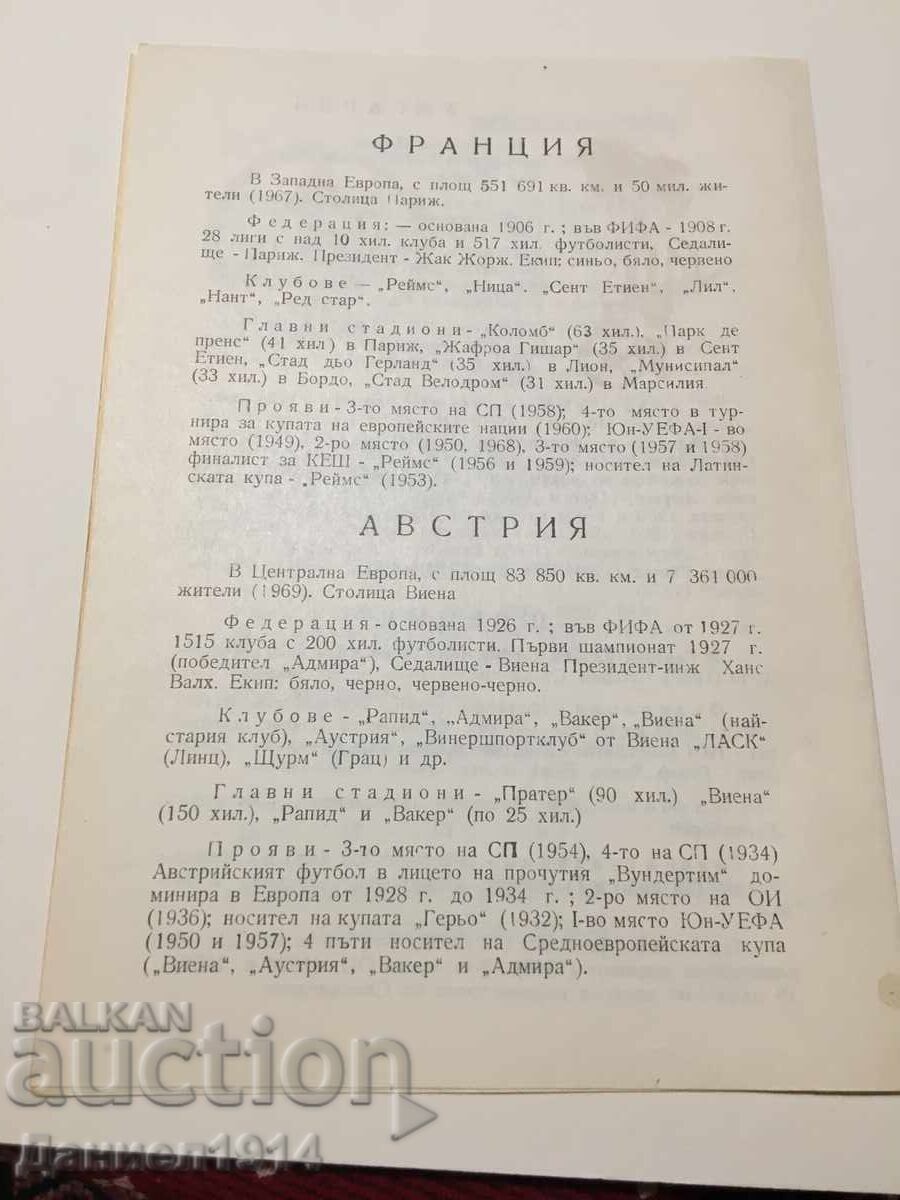 ФРАНЦИЯ
В Западна Европа, с площ 551 691 кв. км. и 50 мил. жи-
тели (1967). Столица Париж.
Федерация: — основана 1906 г. ; във ФИФА - 1908 г.
28 лиги с над 10 хил. клуба и 517 хил. футболисти, Седали-
ще - Париж. Президент - Жак Жорж. Екип: синьо, бяло, червено
Клубове — „Реймс“, „Ница“. „Сент Етиен“, „Лил“.
„Нант“, „Ред стар“.
Главни стадиони - „Коломб“ (63 хил.), „Парк де
пренс“ (41 хил) в Париж, „Жафроа Гишар“ (35 хил.) в Сент
Етиен, „Стад дьо Герланд“ (35 хил.) в Лион, „Мунисипал“
(33 хил.) в Бордо, „Стад Велодром“ (31 хил.) в Марсилия
Прояви - 3-то място на СП (1958); 4-то място в тур-
нира за купата на европейските нации (1960); Юн-УЕФА-I - во
място (1949), 2-ро място (1950, 1968), 3-то място (1957 и 1958)
финалист за КЕШ - „Реймс“ (1956 и 1959); носител на Латин-
ската купа - „Реймс“ (1953).
АВСТРИЯ
В Централна Европа, с площ 83 850 кв. км. и 7 361 000
жители (1969). Столица Виена
Федерация - основана 1926 г. ; във ФИФА от 1927 г.
1515 клуба с 200 хил. футболисти. Първи шампионат 1927 г.
(победител „Адмира“), Седалище - Виена Президент-инж Ханс
Валх. Екип: бяло, черно, червено-черно.
Клубове - „Рапид“, „Адмира“, „Вакер“, „Виена“ (най-
стария клуб), „Аустрия“, „Винершпортклуб“ от Виена „ЛАСК“
(Линц), „Щурм“ (Грац) и др.
Главни стадиони - „Пратер“ (90 хил.) „Виена“
(150 хил.), „Рапид“ и „Вакер“ (по 25 хил.)
Прояви - 3-то място на СП (1954), 4-то на СП (1934)
Австрийският футбол в лицето на прочутия „Вундертим“ до-
минира в Европа от 1928 г. до 1934 г. ; 2-ро място на ОИ
(1936); носител на купата „Герьо“ (1932); I-во място Юн-УЕФА
(1950 и 1957); 4 пъти носител на Средноевропейската купа
(„Виена“, „Аустрия“, „Вакер“ и „Адмира“).
BALKAN
auction
Даниел1914